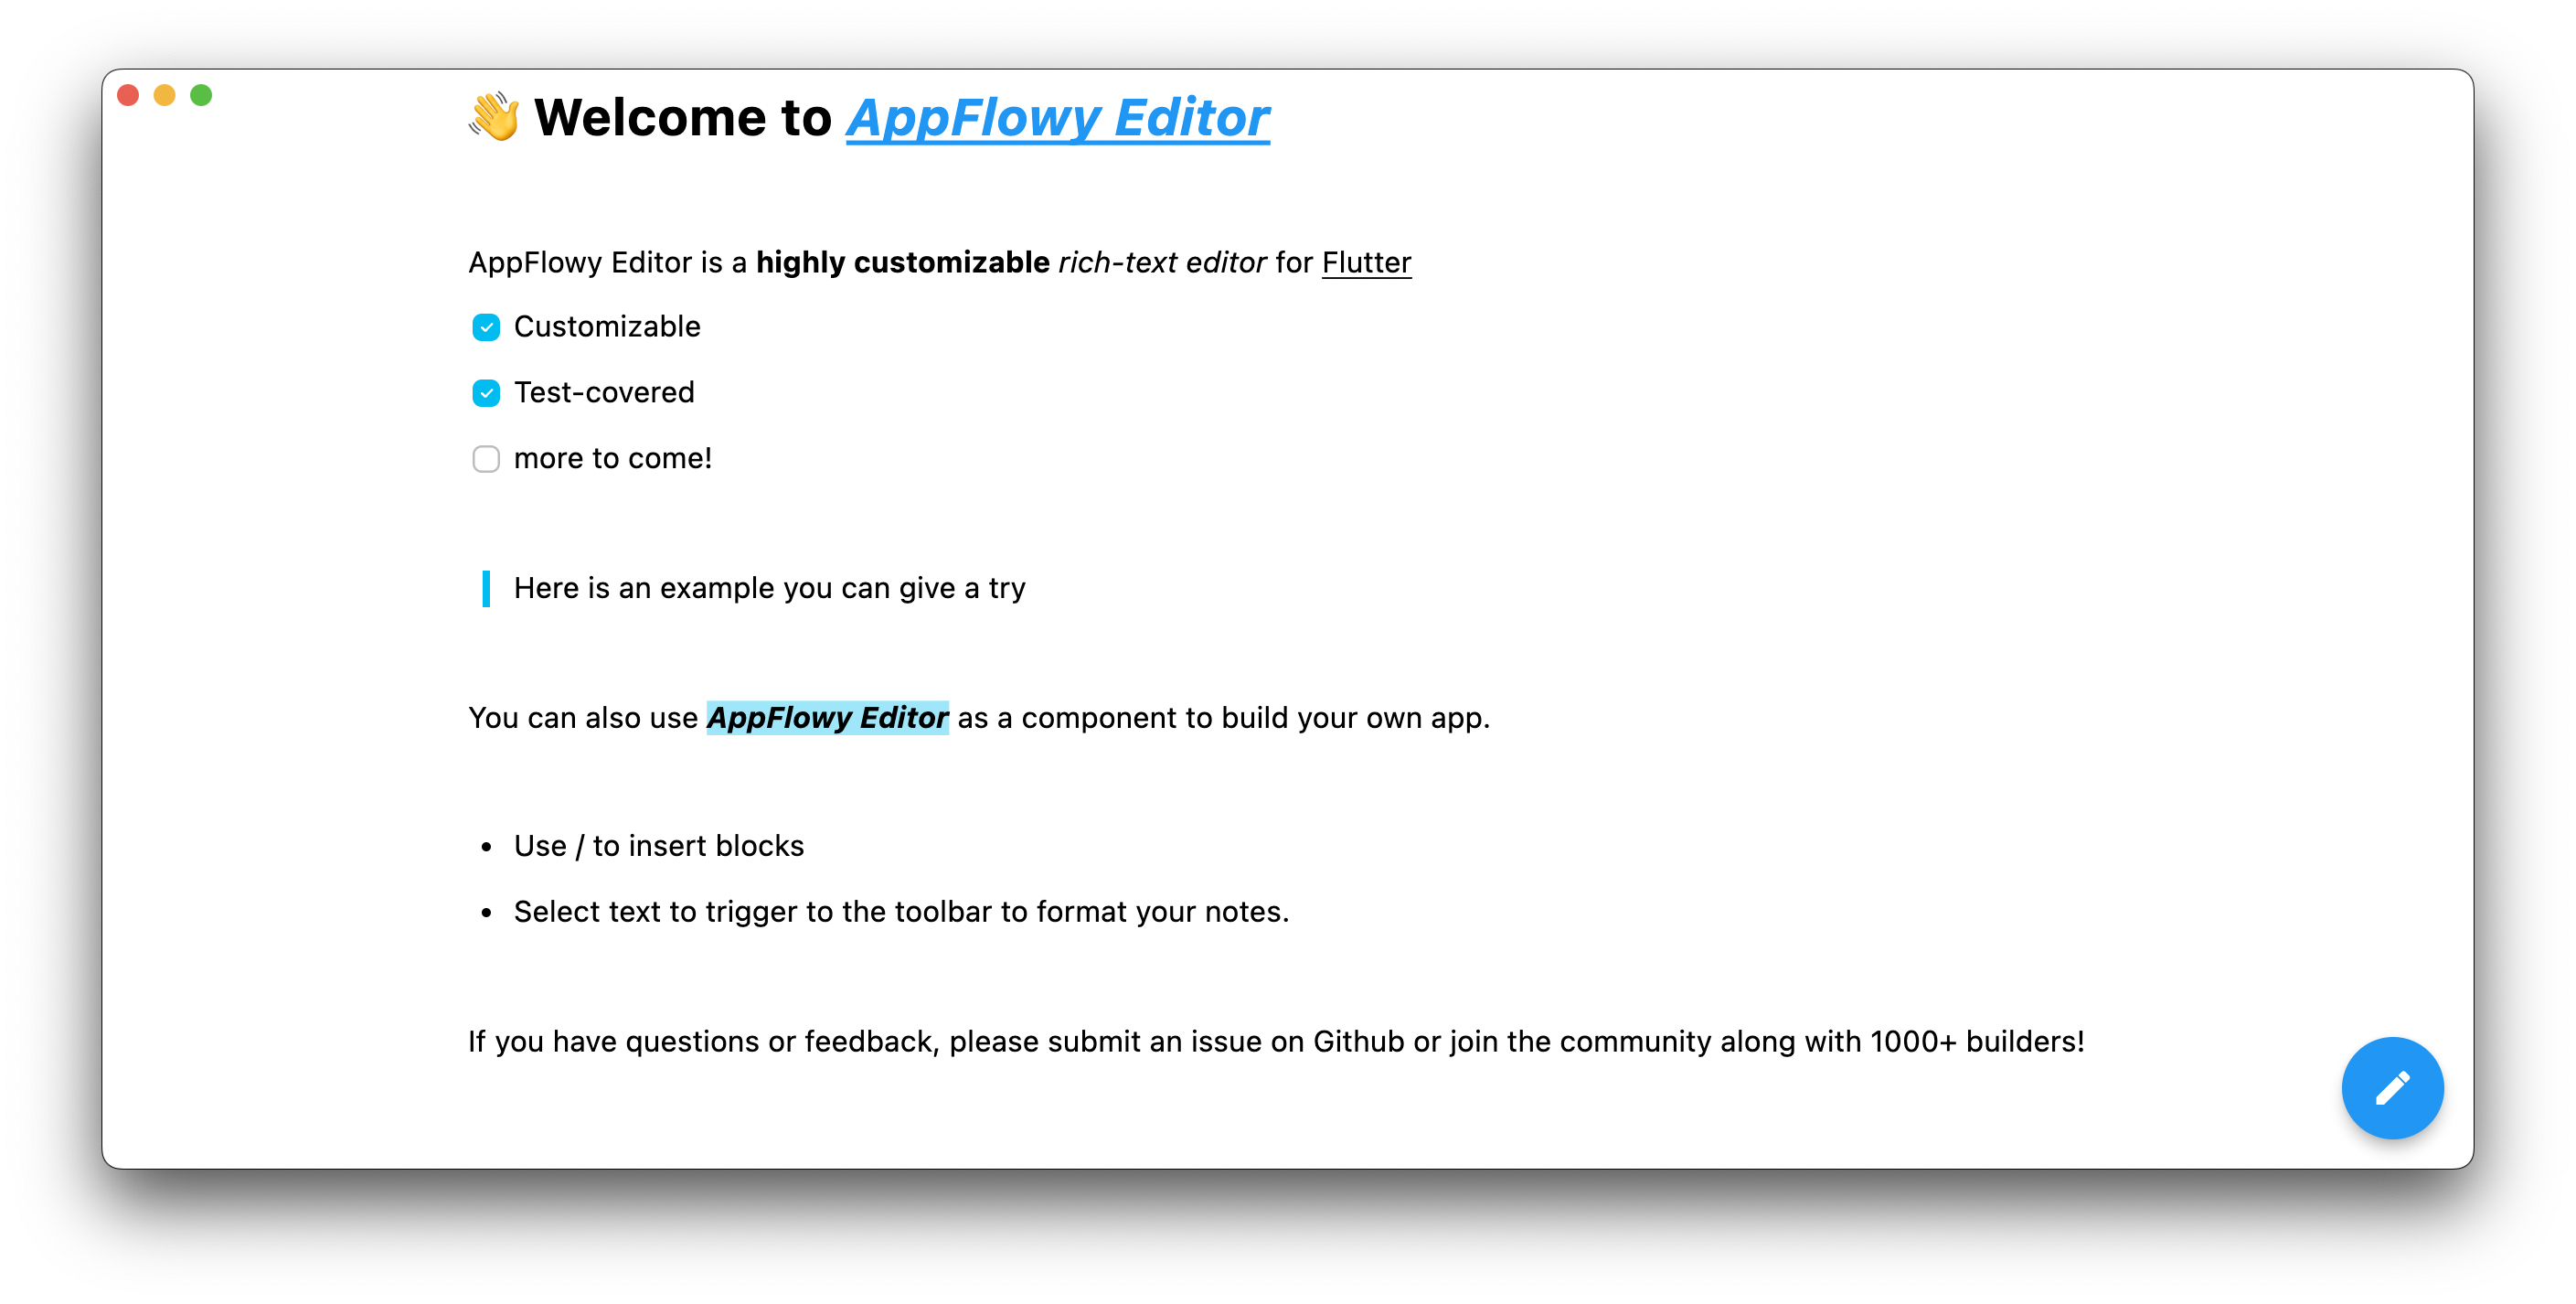 👋 Welcome to AppFlowy Editor
AppFlowy Editor is a highly customizable rich-text editor for Flutter
Customizable
Test-covered
more to come!
Here is an example you can give a try
You can also use AppFlowy Editor as a component to build your own app.
• Use / to insert blocks
• Select text to trigger to the toolbar to format your notes.
If you have questions or feedback, please submit an issue on Github or join the community along with 1000+ builders!